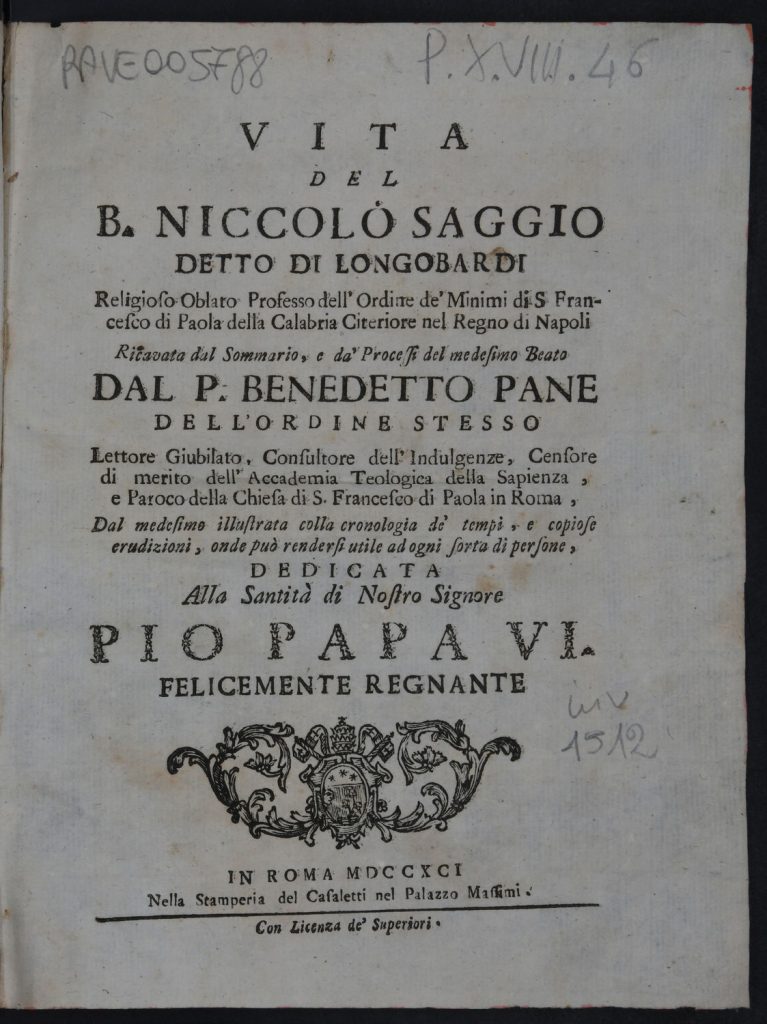 RAVE005788
P.X.VIII.46
VITA
DEL
B. NICCOLÒ SAGGIO
DETTO DI LONGOBARDI
Religioſo Oblato Profeſſo dell' Ordine de' Minimi di S Fran-
ceſco di Paola della Calabria Citeriore nel Regno di Napoli
Ricavata dal Sommario, e da' Proceſſi del medeſimo Beato
DAL P. BENEDETTO PANE
DELL'ORDINE STESSO
Lettore Giubilato, Conſultore dell' Indulgenze, Cenſore
di merito dell' Accademia Teologica della Sapienza,
e Paroco della Chieſa di S. Franceſco di Paola in Roma,
Dal medeſimo illuſtrata colla cronologia de' tempi, e copioſe
erudizioni, onde può renderſi utile ad ogni ſorta di perſone,
DEDICATA
Alla Santità di Noſtro Signore
PIO PAPA VI.
FELICEMENTE REGNANTE
inv
1512
IN ROMA MDCCXCI
Nella Stamperia del Caſaletti nel Palazzo Maſſimi.
Con Licenza de' Superiori.